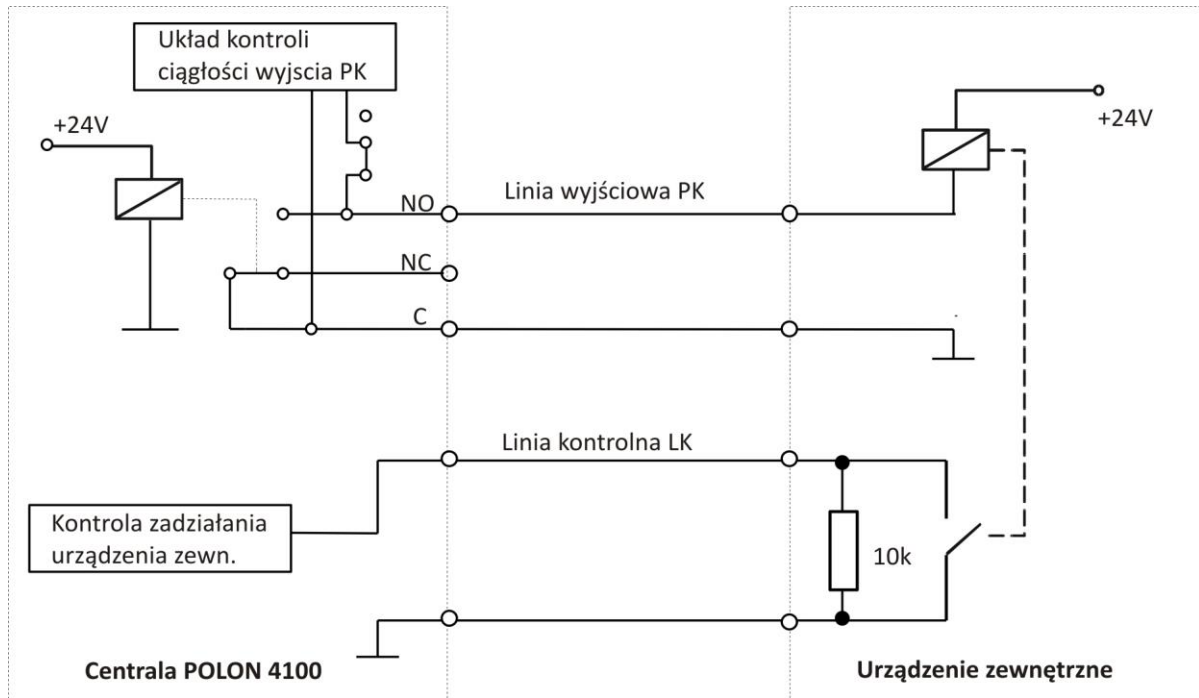 Układ kontroli
ciągłości wyjscia PK
+24V
+24V
NO
Linia wyjściowa PK
NC
C
Linia kontrolna LK
Kontrola zadziałania
urządzenia zewn.
10k
Centrala POLON 4100
Urządzenie zewnętrzne